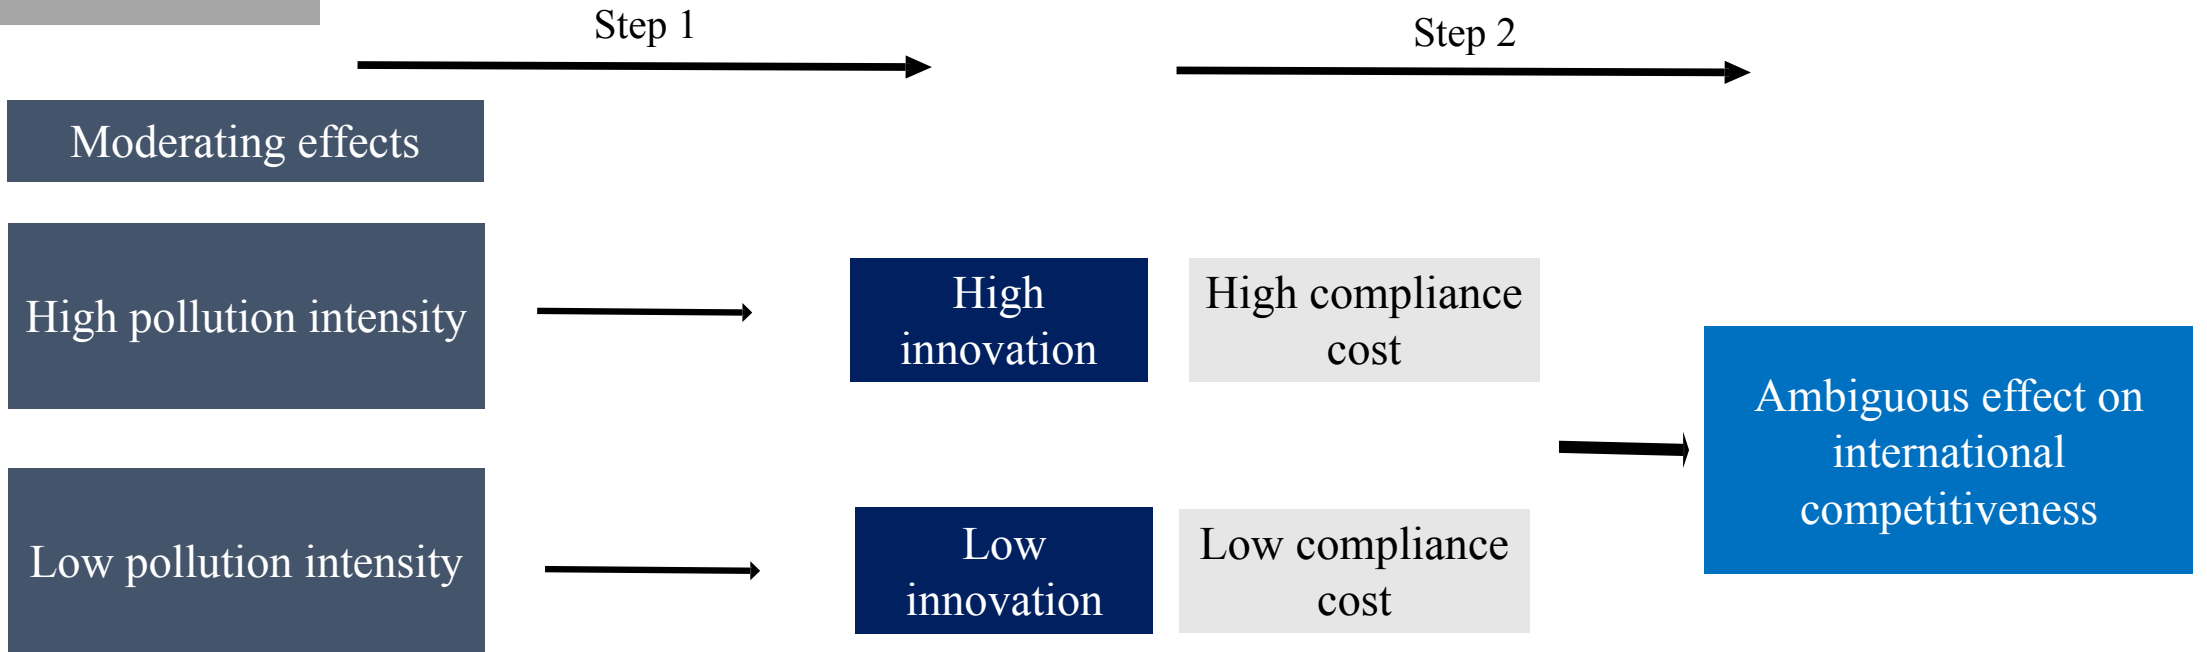 Step 1
Step 2
Moderating effects
High pollution intensity
High
innovation
High compliance
cost
Ambiguous effect on
international
competitiveness
Low pollution intensity
Low
innovation
Low compliance
cost